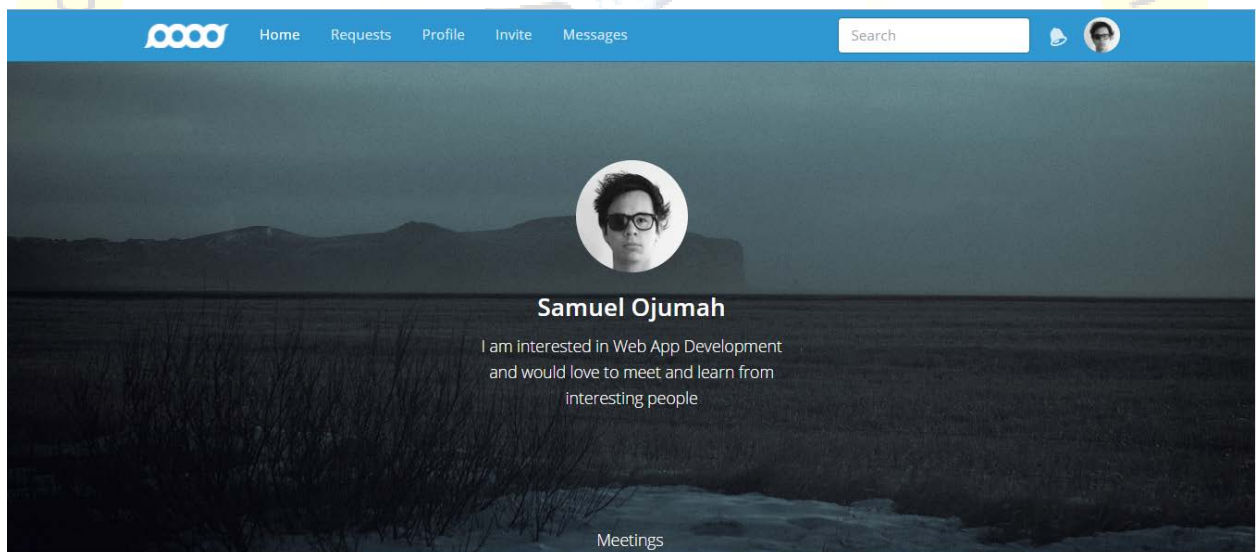 Home Requests Profile Invite Messages Search
Samuel Ojumah
I am interested in Web App Development
and would love to meet and learn from
interesting people
Meetings